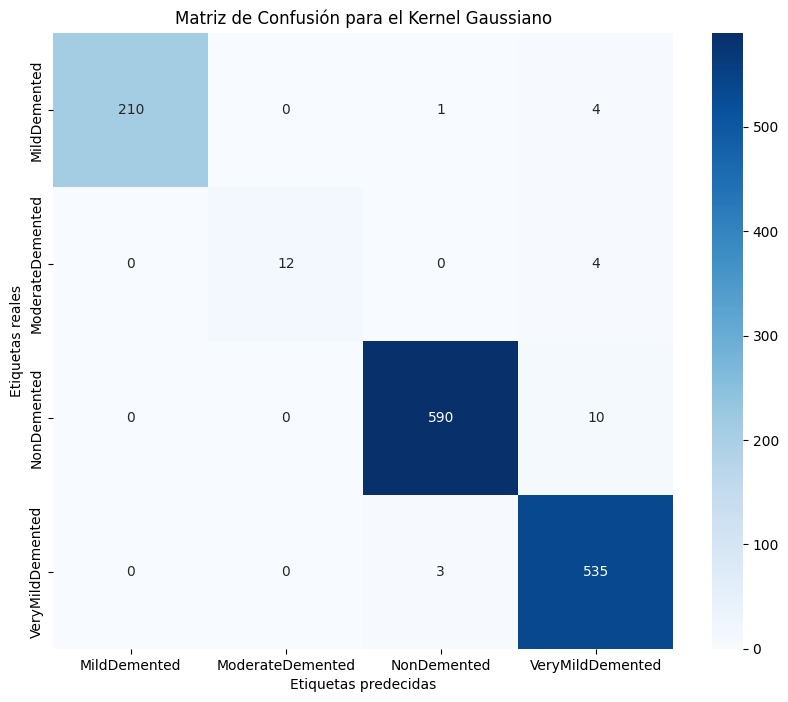 Matriz de Confusión para el Kernel Gaussiano
Etiquetas reales
MildDemented
210 0 1 4
ModerateDemented
0 12 0 4
NonDemented
0 0 590 10
VeryMildDemented
0 0 3 535
MildDemented ModerateDemented NonDemented VeryMildDemented
Etiquetas predecidas
500
400
300
200
100
0